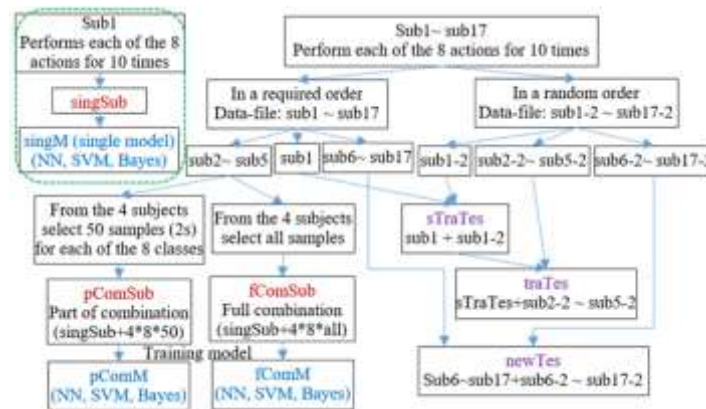 Sub1
Performs each of the 8
actions for 10 times
singSub
singM (single model)
(NN, SVM, Bayes)
Sub1~ sub17
Perform each of the 8 actions for 10 times
In a required order
Data-file: sub1 ~ sub17
In a random order
Data-file: sub1-2 ~ sub17-2
sub2~ sub5
sub1
sub6~ sub17
sub1-2
sub2-2~ sub5-2
sub6-2~ sub17-2
From the 4 subjects
select 50 samples (2s)
for each of the 8 classes
From the 4 subjects
select all samples
sTraTes
sub1 + sub1-2
pComSub
Part of combination
(singSub+4*8*50)
fComSub
Full combination
(singSub+4*8*all)
traTes
sTraTes+sub2-2 ~ sub5-2
Training model
pComM
(NN, SVM, Bayes)
fComM
(NN, SVM, Bayes)
newTes
Sub6~sub17+sub6-2 ~ sub17-2